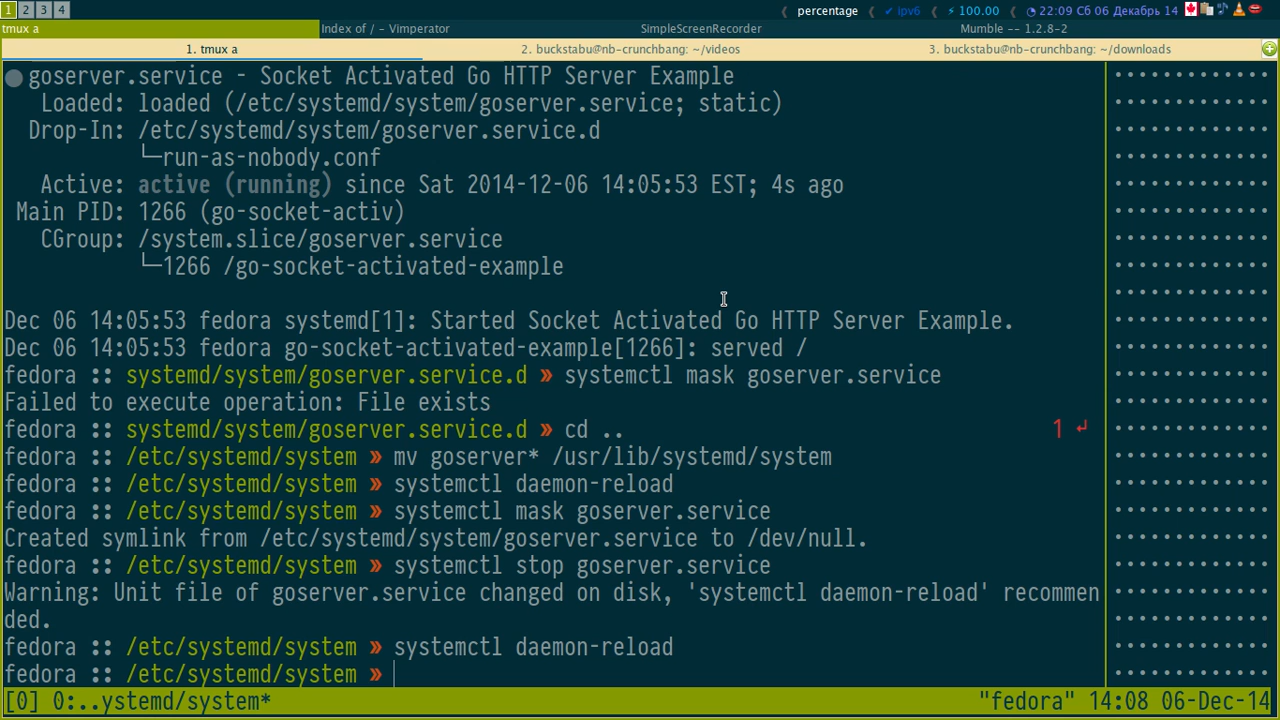 1 2 3 4
percentage ipv6 100.00 22:09 Сб 06 Декабрь 14
tmux a Index of / - Vimperator SimpleScreenRecorder Mumble -- 1.2.8-2
1. tmux a 2. buckstabu@nb-crunchbang: ~/videos 3. buckstabu@nb-crunchbang: ~/downloads
● goserver.service - Socket Activated Go HTTP Server Example
Loaded: loaded (/etc/systemd/system/goserver.service; static)
Drop-In: /etc/systemd/system/goserver.service.d
└─run-as-nobody.conf
Active: active (running) since Sat 2014-12-06 14:05:53 EST; 4s ago
Main PID: 1266 (go-socket-activ)
CGroup: /system.slice/goserver.service
└─1266 /go-socket-activated-example
Dec 06 14:05:53 fedora systemd[1]: Started Socket Activated Go HTTP Server Example.
Dec 06 14:05:53 fedora go-socket-activated-example[1266]: served /
fedora :: systemd/system/goserver.service.d » systemctl mask goserver.service
Failed to execute operation: File exists
fedora :: systemd/system/goserver.service.d » cd .. 1 ↵
fedora :: /etc/systemd/system » mv goserver* /usr/lib/systemd/system
fedora :: /etc/systemd/system » systemctl daemon-reload
fedora :: /etc/systemd/system » systemctl mask goserver.service
Created symlink from /etc/systemd/system/goserver.service to /dev/null.
fedora :: /etc/systemd/system » systemctl stop goserver.service
Warning: Unit file of goserver.service changed on disk, 'systemctl daemon-reload' recommen
ded.
fedora :: /etc/systemd/system » systemctl daemon-reload
fedora :: /etc/systemd/system »
[0] 0:..ystemd/system* "fedora" 14:08 06-Dec-14